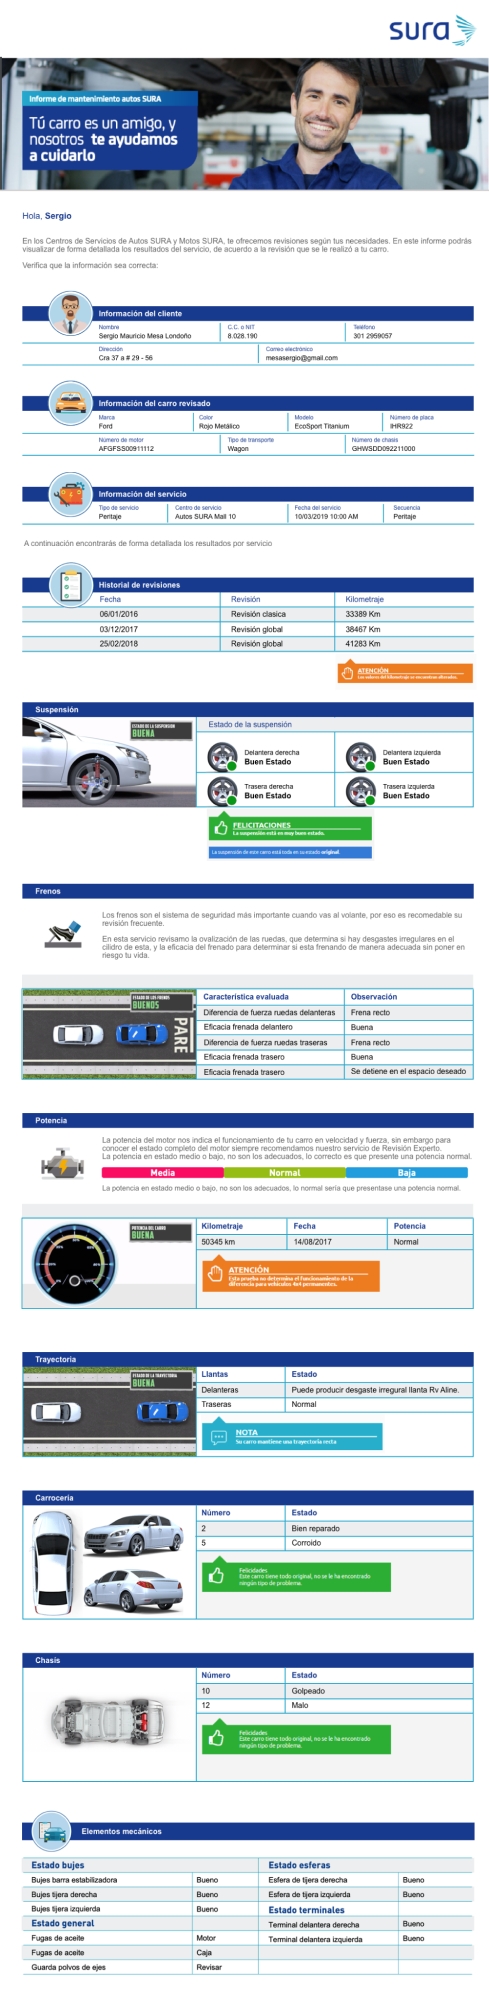 sura
Informe de mantenimiento autos SURA
Tú carro es un amigo, y
nosotros te ayudamos
a cuidarlo
Hola, Sergio
En los Centros de Servicios de Autos SURA y Motos SURA, te ofrecemos revisiones según tus necesidades. En este informe podrás
visualizar de forma detallada los resultados del servicio, de acuerdo a la revisión que se le realizó a tu carro.
Verifica que la información sea correcta:
Información del cliente
Nombre C.C. o NIT Teléfono
Sergio Mauricio Mesa Londoño 8.028.190 301 2959057
Dirección Correo electrónico
Cra 37 a # 29 - 56 mesasergio@gmail.com
Información del carro revisado
Marca Color Modelo Número de placa
Ford Rojo Metálico EcoSport Titanium IHR922
Número de motor Tipo de transporte Número de chasis
AFGFSS00911112 Wagon GHWSDD092211000
Información del servicio
Tipo de servicio Centro de servicio Fecha del servicio Secuencia
Peritaje Autos SURA Mall 10 10/03/2019 10:00 AM Peritaje
A continuación encontrarás de forma detallada los resultados por servicio
Historial de revisiones
Fecha Revisión Kilometraje
06/01/2016 Revisión clasica 33389 Km
03/12/2017 Revisión global 38467 Km
25/02/2018 Revisión global 41283 Km
ATENCIÓN
Los valores del kilometraje se encuentran alterados.
Suspensión
ESTADO DE LA SUSPENSION
BUENA
Estado de la suspensión
Delantera derecha Delantera izquierda
Buen Estado Buen Estado
Trasera derecha Trasera izquierda
Buen Estado Buen Estado
FELICITACIONES
La suspensión está en muy buen estado.
La suspensión de este carro está toda en su estado original.
Frenos
Los frenos son el sistema de seguridad más importante cuando vas al volante, por eso es recomedable su
revisión frecuente.
En esta servicio revisamo la ovalización de las ruedas, que determina si hay desgastes irregulares en el
cilidro de esta, y la eficacia del frenado para determinar si esta frenando de manera adecuada sin poner en
riesgo tu vida.
ESTADO DE LOS FRENOS
BUENOS
PARE
Característica evaluada Observación
Diferencia de fuerza ruedas delanteras Frena recto
Eficacia frenada delantero Buena
Diferencia de fuerza ruedas traseras Frena recto
Eficacia frenada trasero Buena
Eficacia frenada trasero Se detiene en el espacio deseado
Potencia
La potencia del motor nos indica el funcionamiento de tu carro en velocidad y fuerza, sin embargo para
conocer el estado completo del motor siempre recomendamos nuestro servicio de Revisión Experto.
La potencia en estado medio o bajo, no son los adecuados, lo correcto es que presente una potencia normal.
Media Normal Baja
La potencia en estado medio o bajo, no son los adecuados, lo normal sería que presentase una potencia normal.
POTENCIA DEL CARRO
BUENA
Kilometraje Fecha Potencia
50345 km 14/08/2017 Normal
ATENCIÓN
Esta prueba no determina el funcionamiento de la
diferencia para vehículos 4x4 permanentes.
Trayectoria
ESTADO DE LA TRAYECTORIA
BUENA
Llantas Estado
Delanteras Puede producir desgaste irregural llanta Rv Aline.
Traseras Normal
NOTA
Su carro mantiene una trayectoria recta
Carrocería
Número Estado
2 Bien reparado
5 Corroido
Felicidades
Este carro tiene todo original, no se le ha encontrado
ningún tipo de problema.
Chasís
Número Estado
10 Golpeado
12 Malo
Felicidades
Este carro tiene todo original, no se le ha encontrado
ningún tipo de problema.
Elementos mecánicos
Estado bujes Estado esferas
Bujes barra estabilizadora Bueno Esfera de tijera derecha Bueno
Bujes tijera derecha Bueno Esfera de tijera izquierda Bueno
Bujes tijera izquierda Bueno Estado terminales
Estado general Terminal delantera derecha Bueno
Fugas de aceite Motor Terminal delantera izquierda Bueno
Fugas de aceite Caja
Guarda polvos de ejes Revisar